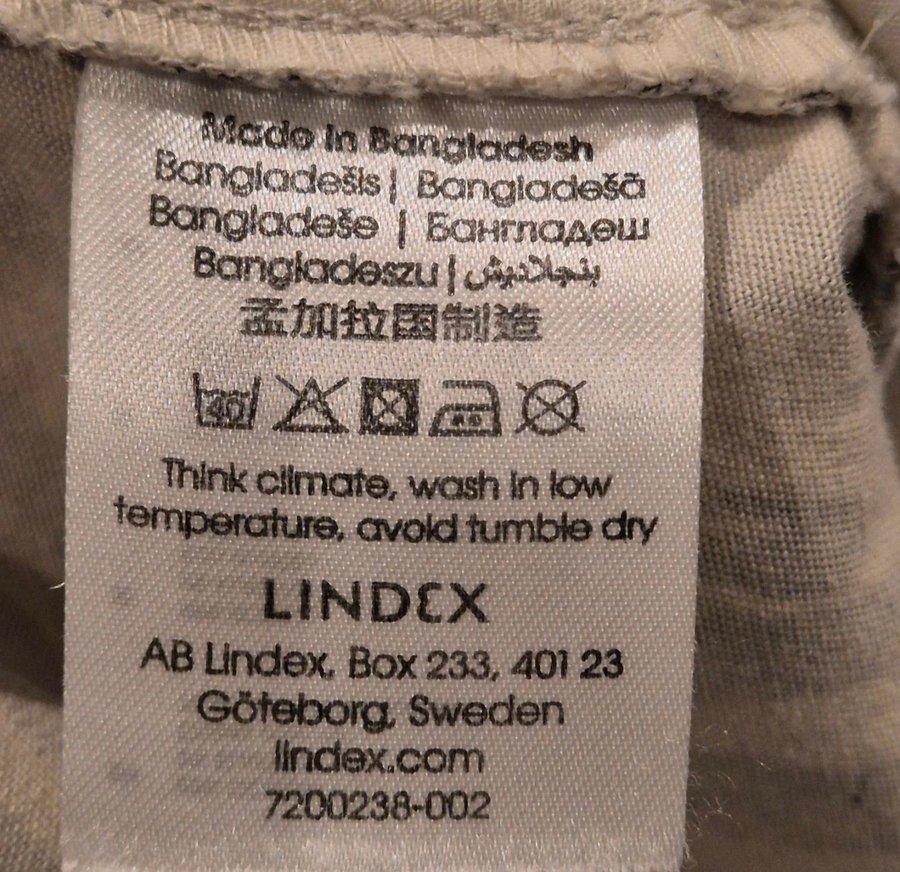 Made in Bangladesh
Bangladešis | Bangladešā
Bangladeše | Бангладеш
Bangladeszu | بنجلاديش
孟加拉国制造
40
Think climate, wash in low
temperature, avoid tumble dry
LINDEX
AB Lindex, Box 233, 401 23
Göteborg, Sweden
lindex.com
7200238-002